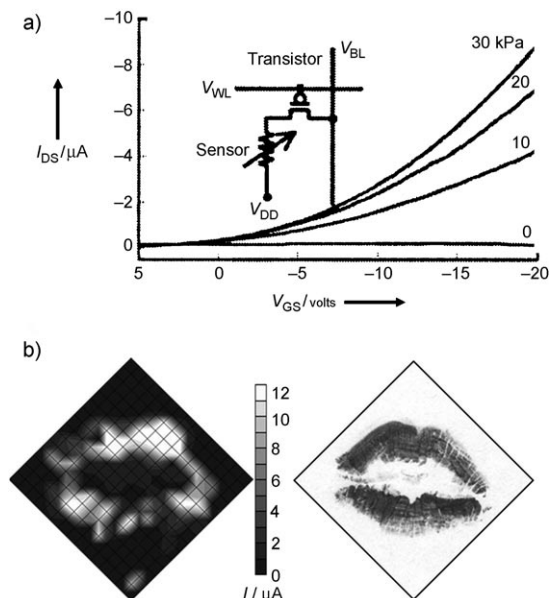 a)
–10
–8
–6
–4
–2
0
I_DS/μA
Transistor
V_BL
V_WL
Sensor
V_DD
30 kPa
20
10
0
5
0
–5
–10
–15
–20
V_GS/volts
b)
12
10
8
6
4
2
0
I / μA